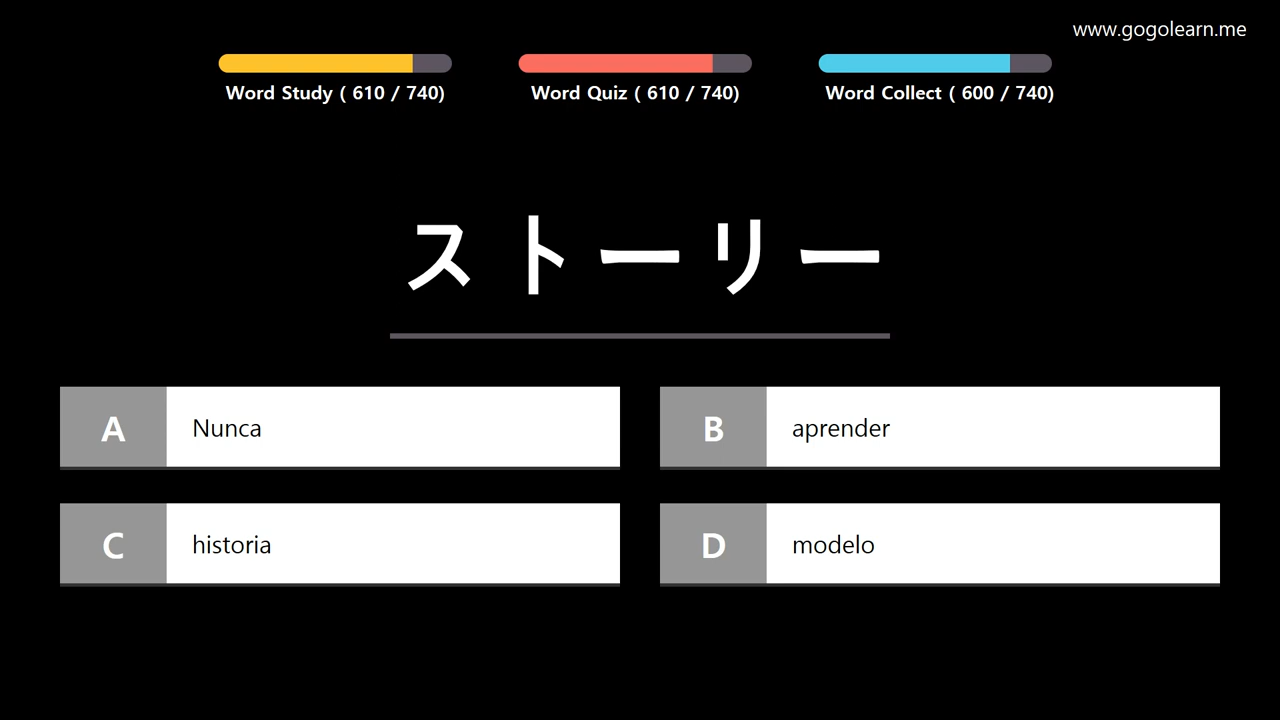 www.gogolearn.me
Word Study ( 610 / 740)
Word Quiz ( 610 / 740)
Word Collect ( 600 / 740)
ストーリー
A
Nunca
B
aprender
C
historia
D
modelo